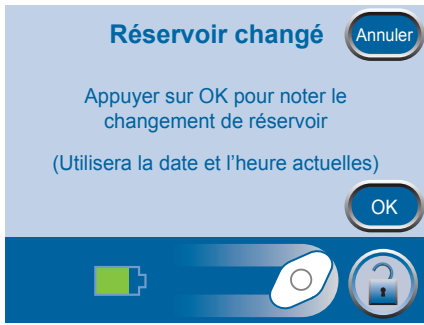 Réservoir changé
Annuler
Appuyer sur OK pour noter le
changement de réservoir
(Utilisera la date et l'heure actuelles)
OK